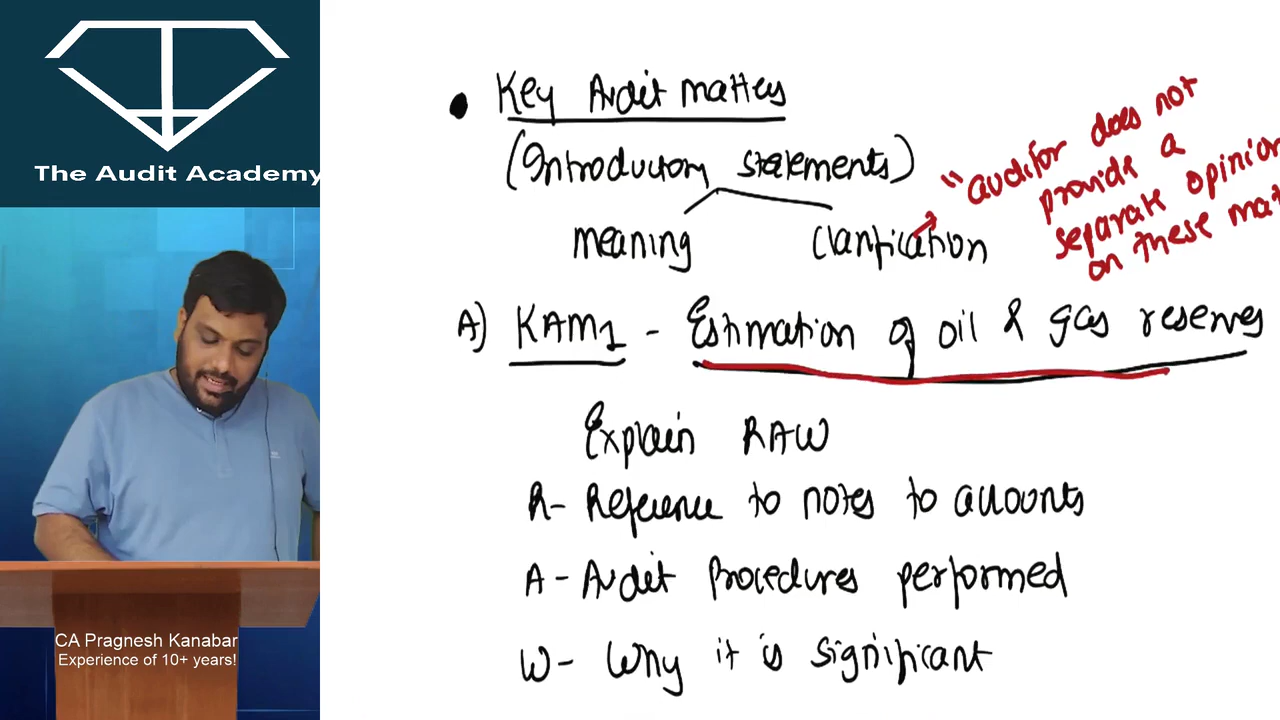 The Audit Academy
• Key Audit matters
(Introductory statements)
meaning
Clarification
"auditor does not
provide a
separate opinion
on these mat
A) KAM1 - Estimation of oil & gas reserves
Explain RAW
R- Reference to notes to accounts
A - Audit Procedures performed
W - Why it is significant
CA Pragnesh Kanabar
Experience of 10+ years!